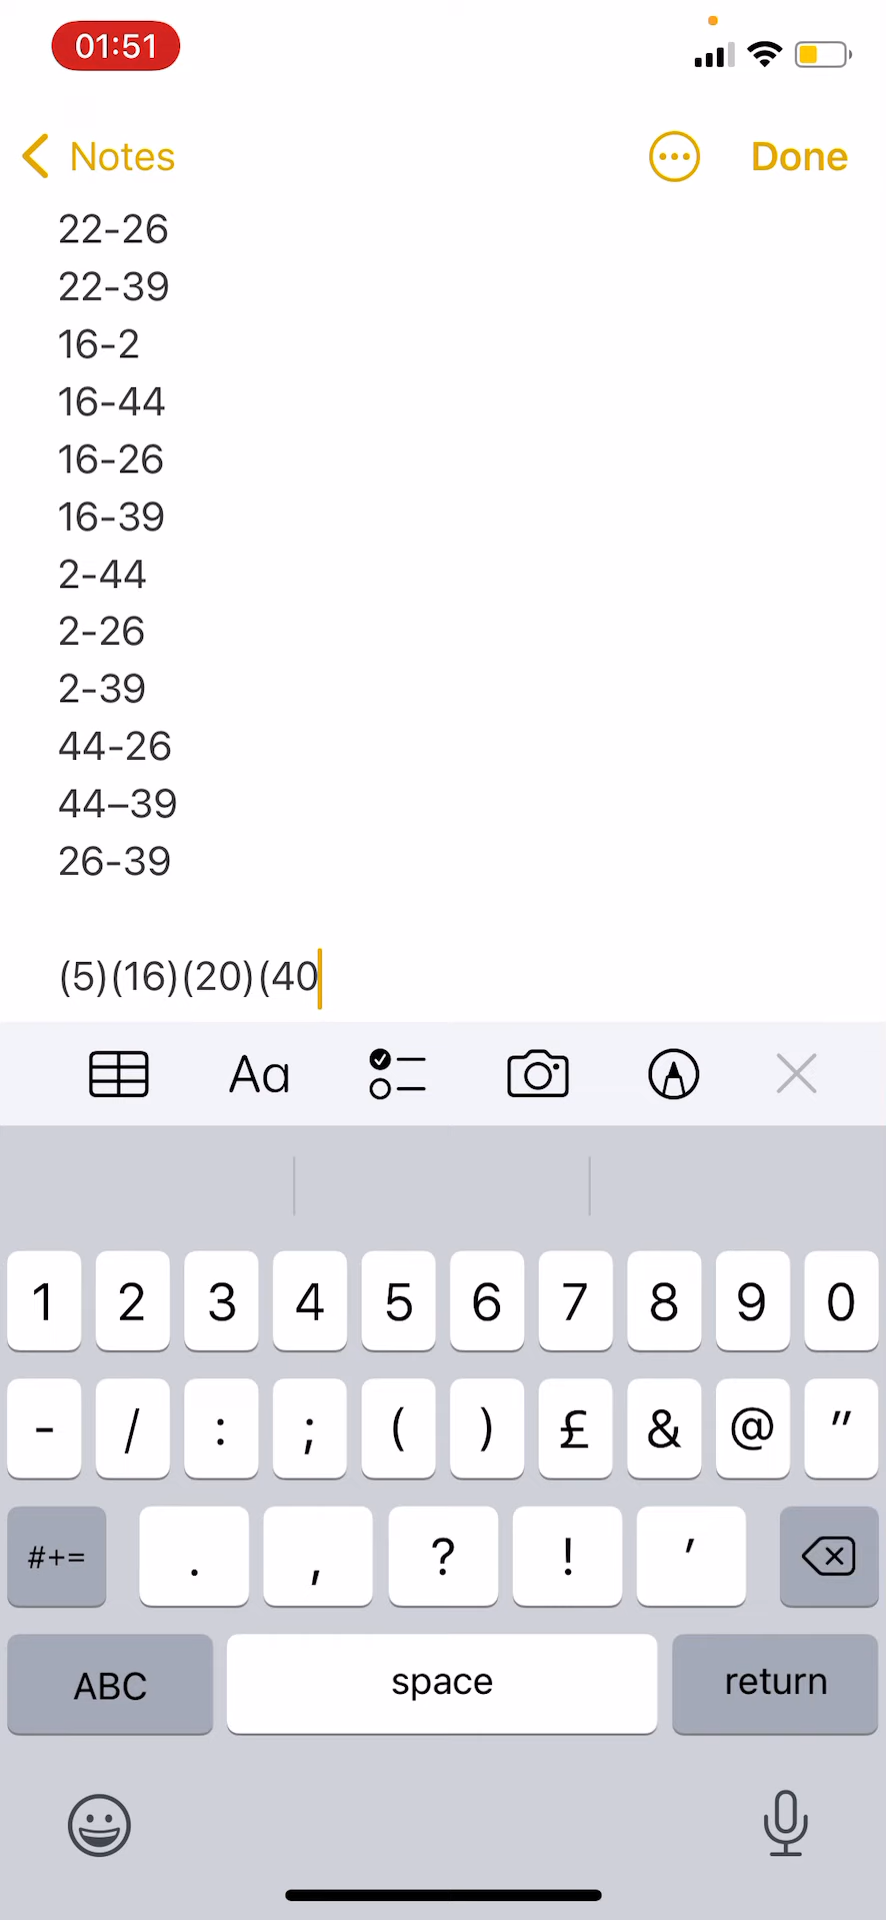 01:51
Notes
Done
22-26
22-39
16-2
16-44
16-26
16-39
2-44
2-26
2-39
44-26
44–39
26-39
(5)(16)(20)(40
Aa
1 2 3 4 5 6 7 8 9 0
- / : ; ( ) £ & @ "
#+= . , ? ! '
ABC space return